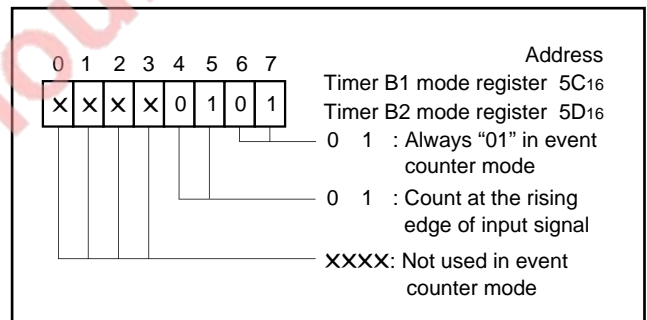 Address
0 1 2 3 4 5 6 7
Timer B1 mode register 5C16
× × × × 0 1 0 1
Timer B2 mode register 5D16
0 1 : Always “01” in event
counter mode
0 1 : Count at the rising
edge of input signal
××××: Not used in event
counter mode